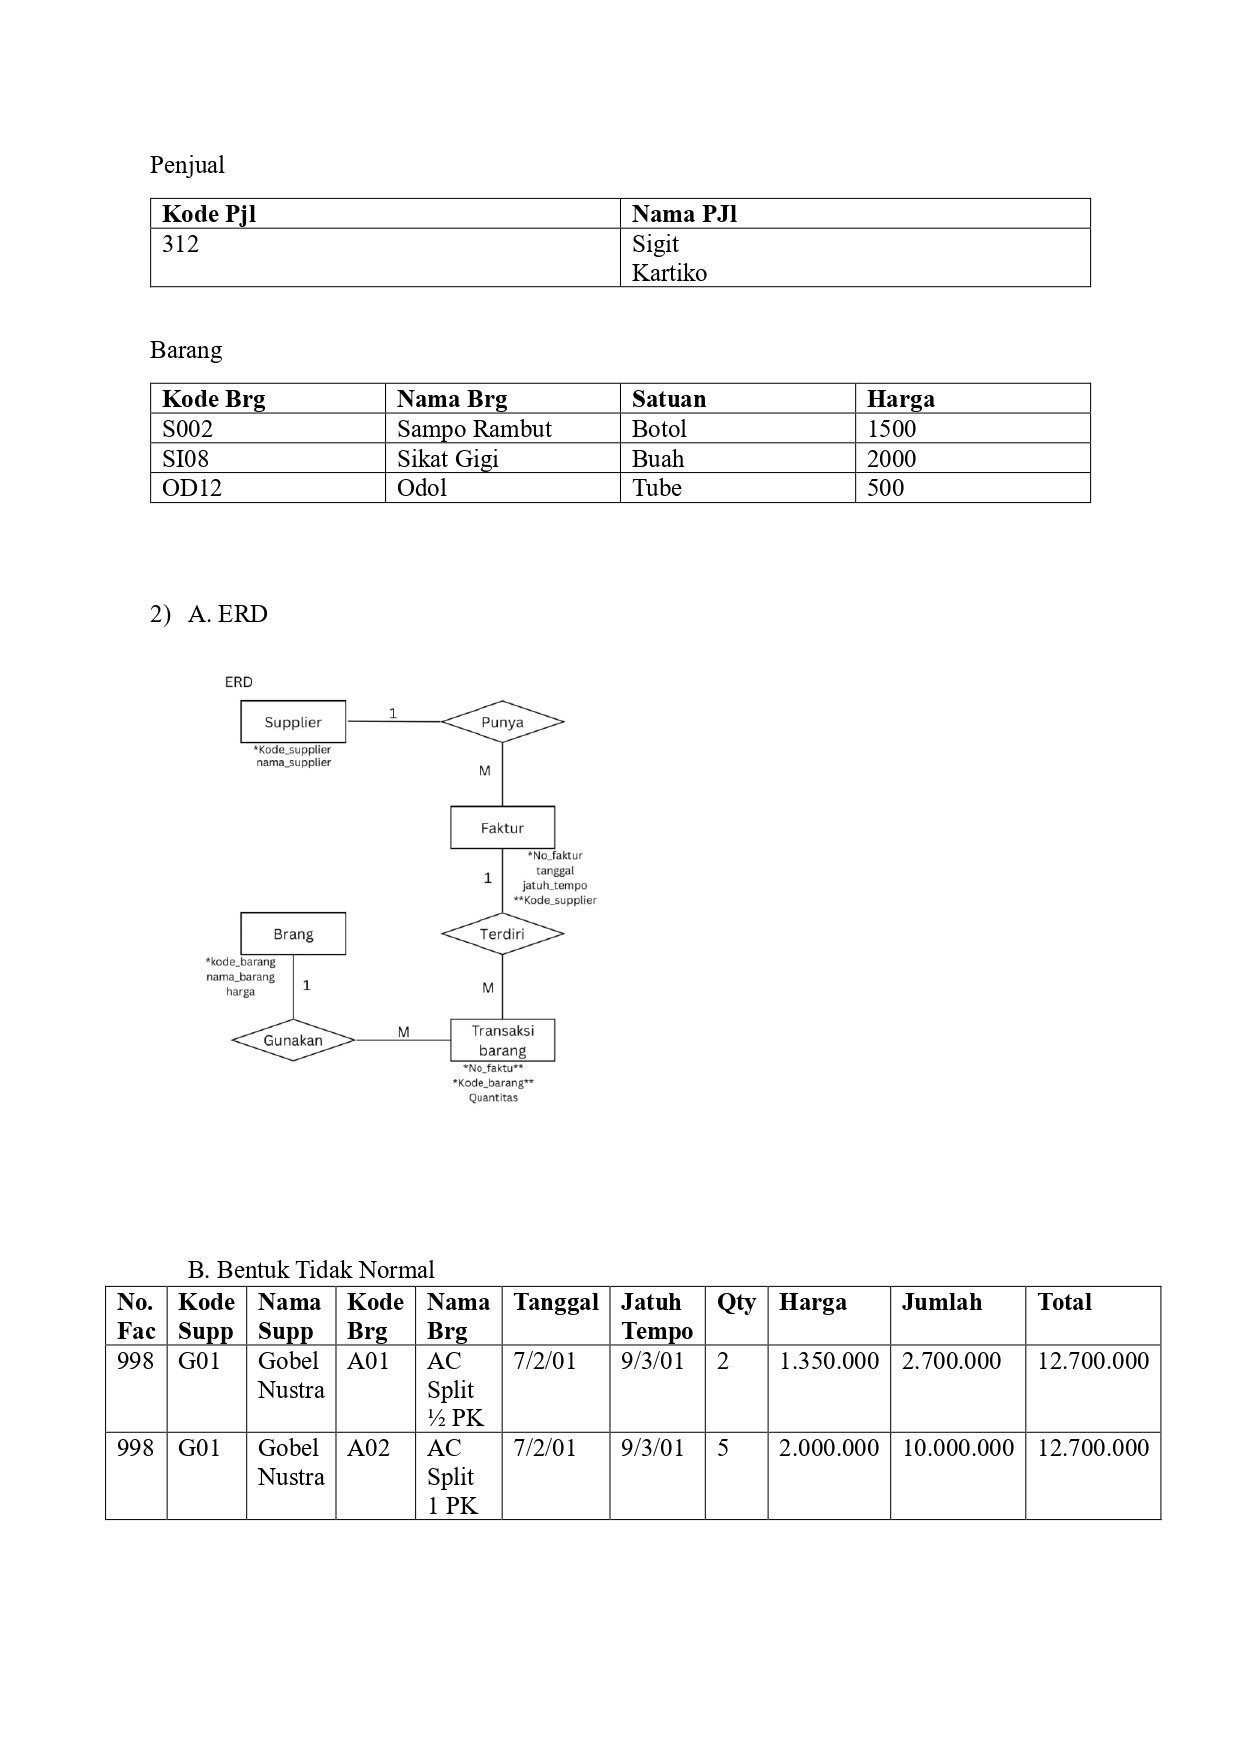 Penjual
Kode Pjl Nama PJl
312 Sigit
Kartiko
Barang
Kode Brg Nama Brg Satuan Harga
S002 Sampo Rambut Botol 1500
SI08 Sikat Gigi Buah 2000
OD12 Odol Tube 500
2) A. ERD
ERD
Supplier 1 Punya
*Kode_supplier
nama_supplier
M
Faktur
*No_faktur
tanggal
jatuh_tempo
**Kode_supplier
1
Brang Terdiri
*kode_barang
nama_barang
harga
1 M
Gunakan M Transaksi
barang
*No_faktu**
*Kode_barang**
Quantitas
B. Bentuk Tidak Normal
No. Kode Nama Kode Nama Tanggal Jatuh Qty Harga Jumlah Total
Fac Supp Supp Brg Brg Tempo
998 G01 Gobel A01 AC 7/2/01 9/3/01 2 1.350.000 2.700.000 12.700.000
Nustra Split
½ PK
998 G01 Gobel A02 AC 7/2/01 9/3/01 5 2.000.000 10.000.000 12.700.000
Nustra Split
1 PK